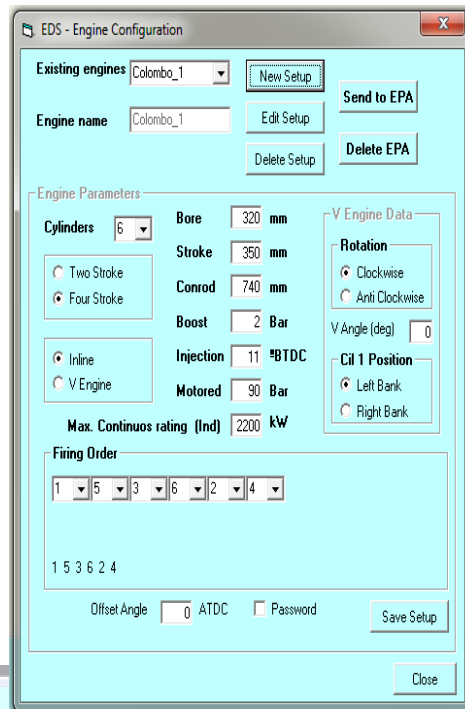 EDS - Engine Configuration
X
Existing engines Colombo_1 New Setup
Send to EPA
Engine name Colombo_1 Edit Setup
Delete EPA
Delete Setup
Engine Parameters
Cylinders 6
Bore 320 mm
Stroke 350 mm
Conrod 740 mm
Boost 2 Bar
Injection 11 ºBTDC
Motored 90 Bar
Max. Continuos rating (Ind) 2200 kW
Two Stroke
Four Stroke
Inline
V Engine
V Engine Data
Rotation
Clockwise
Anti Clockwise
V Angle (deg) 0
Cil 1 Position
Left Bank
Right Bank
Firing Order
1 5 3 6 2 4
1 5 3 6 2 4
Offset Angle 0 ATDC Password
Save Setup
Close